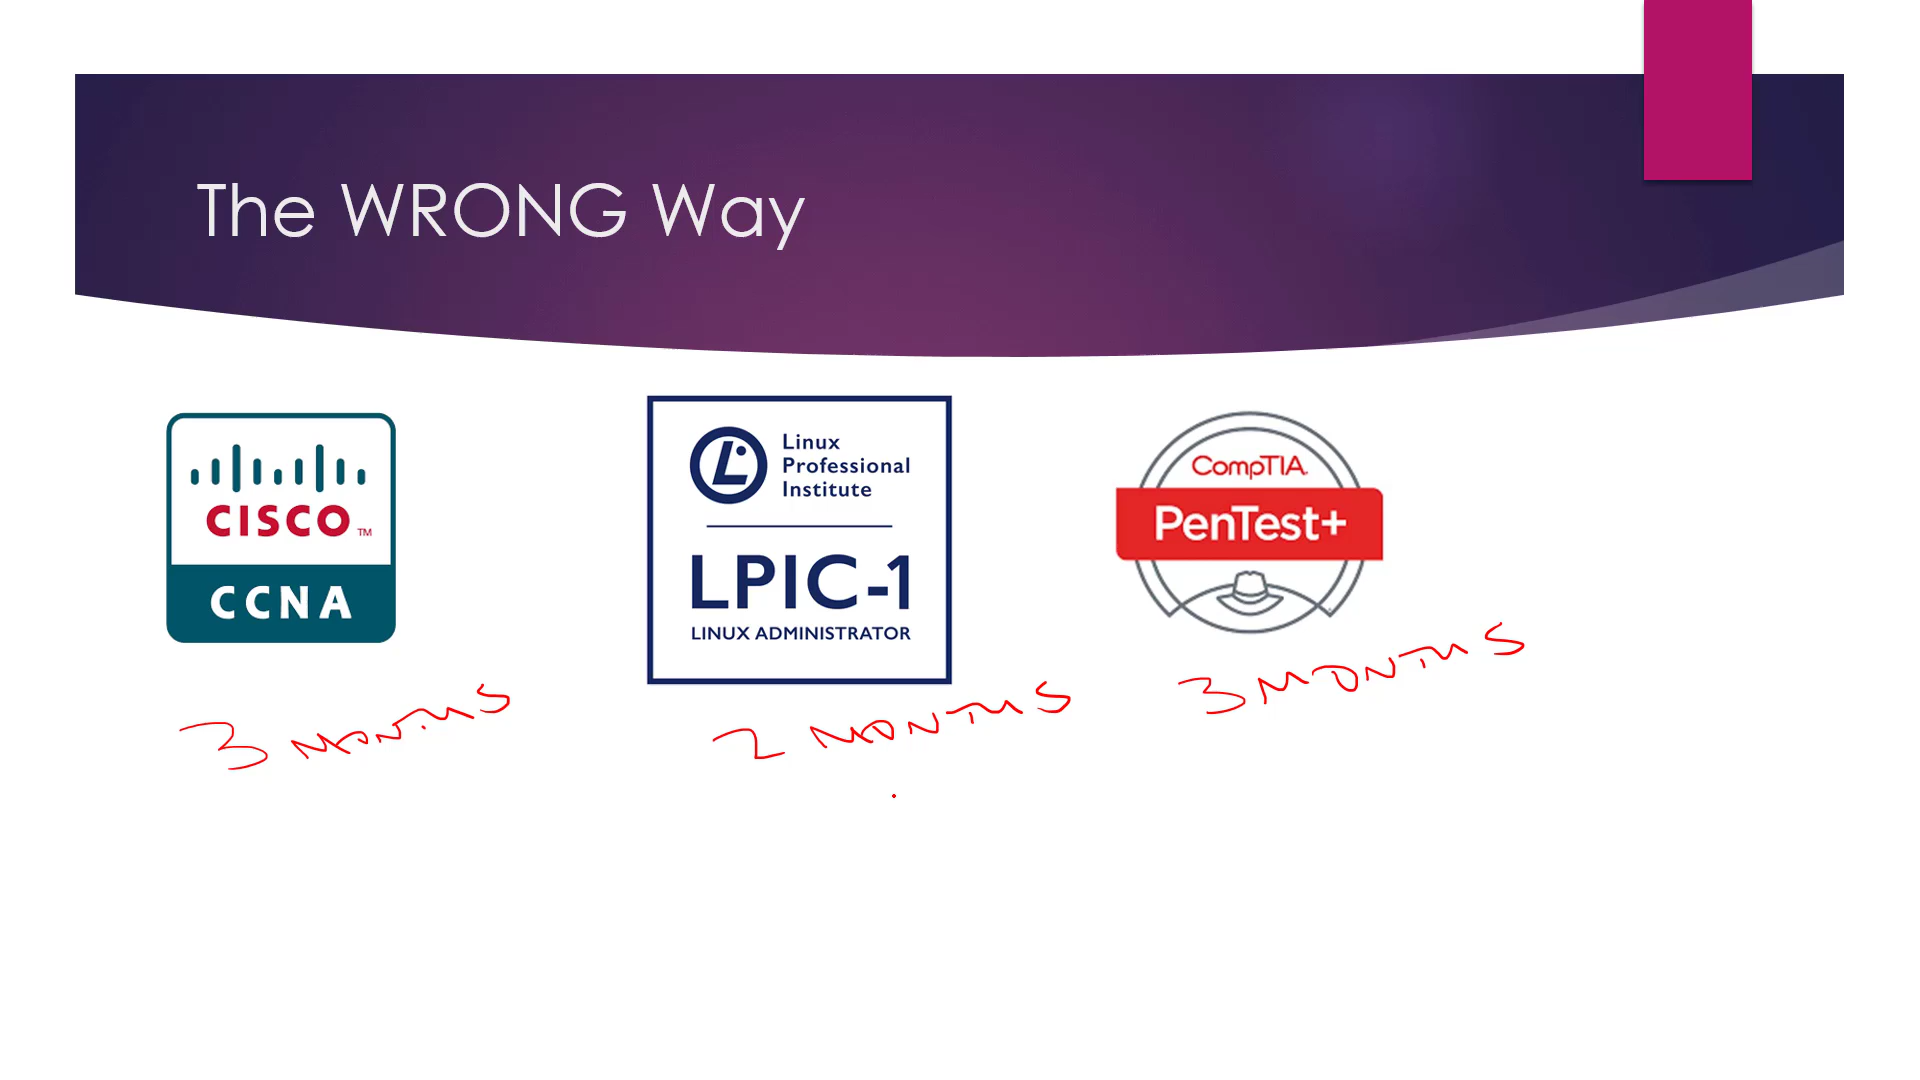 The WRONG Way
CISCO™
CCNA
Linux
Professional
Institute
LPIC-1
LINUX ADMINISTRATOR
CompTIA.
PenTest+
3 MONTHS
2 MONTHS
3 MONTHS